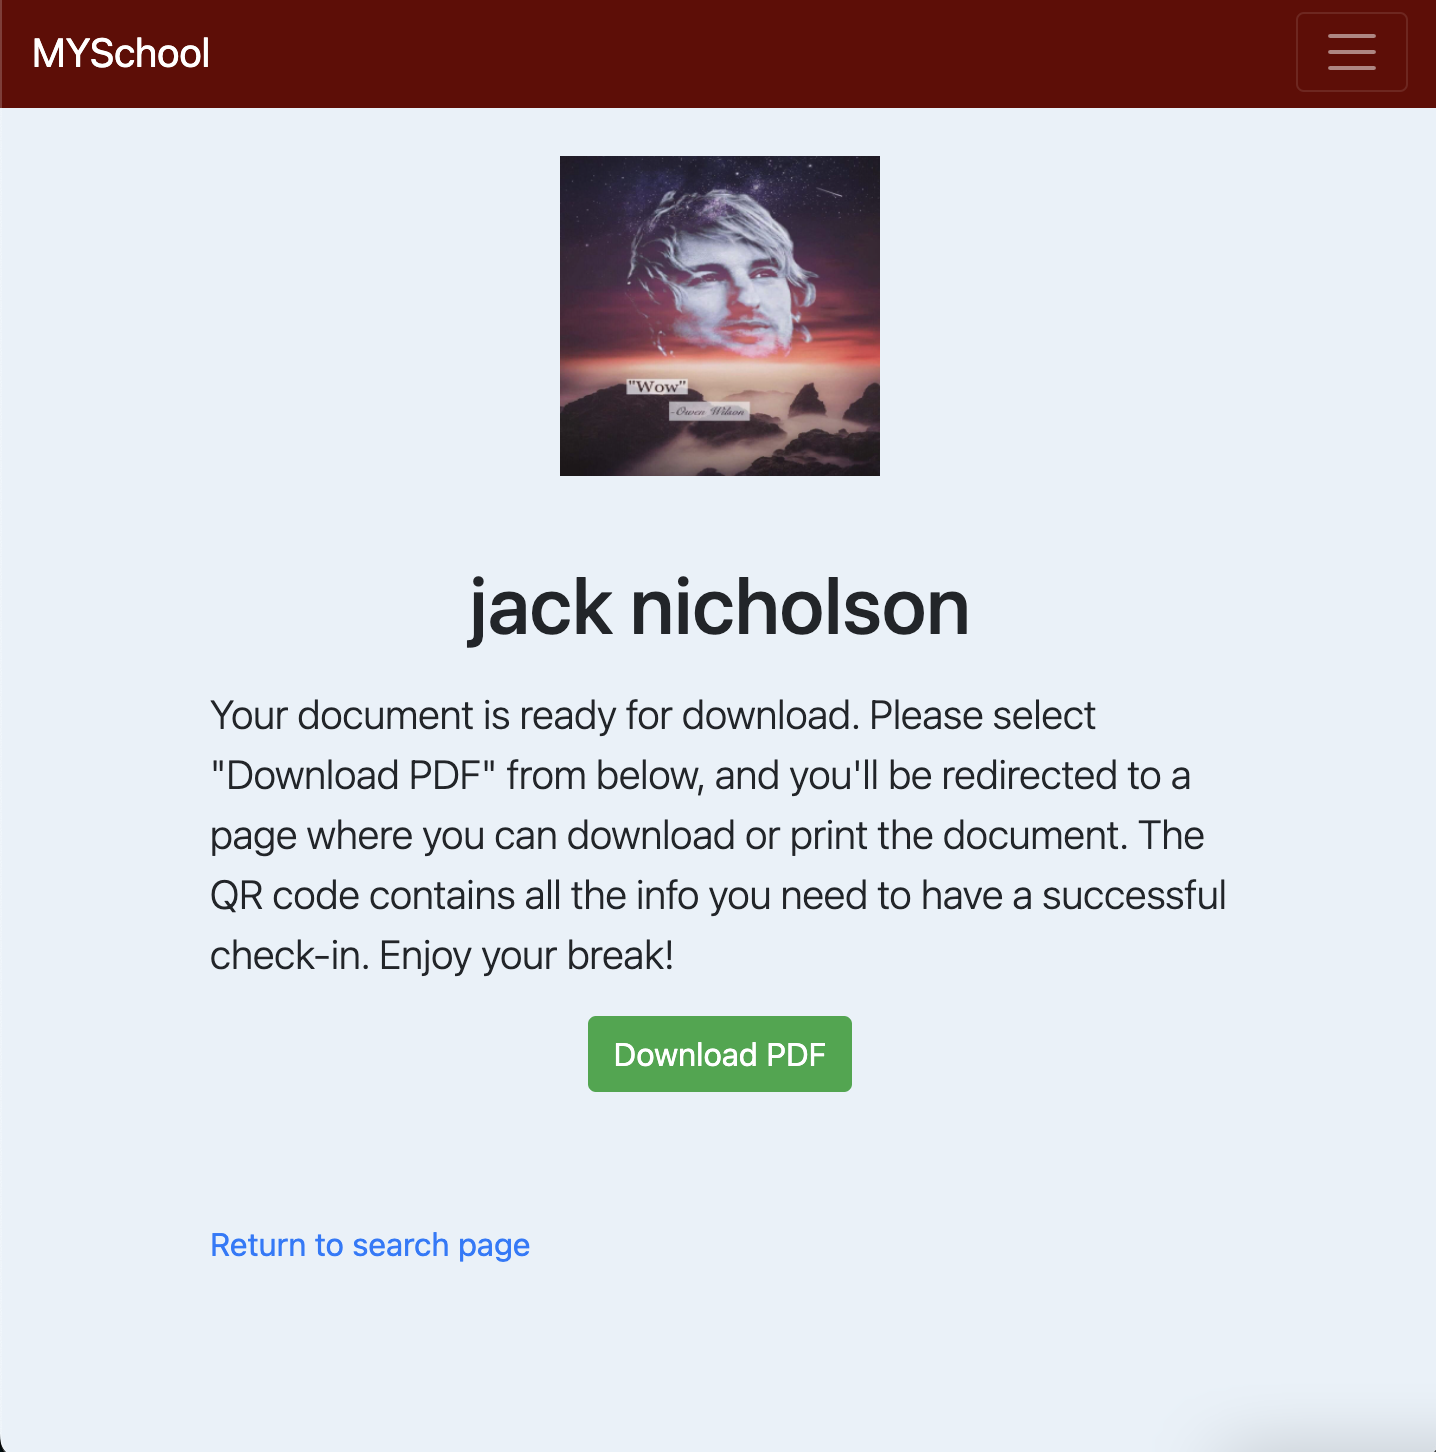 MYSchool
"Wow"
-Owen Wilson
jack nicholson
Your document is ready for download. Please select
"Download PDF" from below, and you'll be redirected to a
page where you can download or print the document. The
QR code contains all the info you need to have a successful
check-in. Enjoy your break!
Download PDF
Return to search page